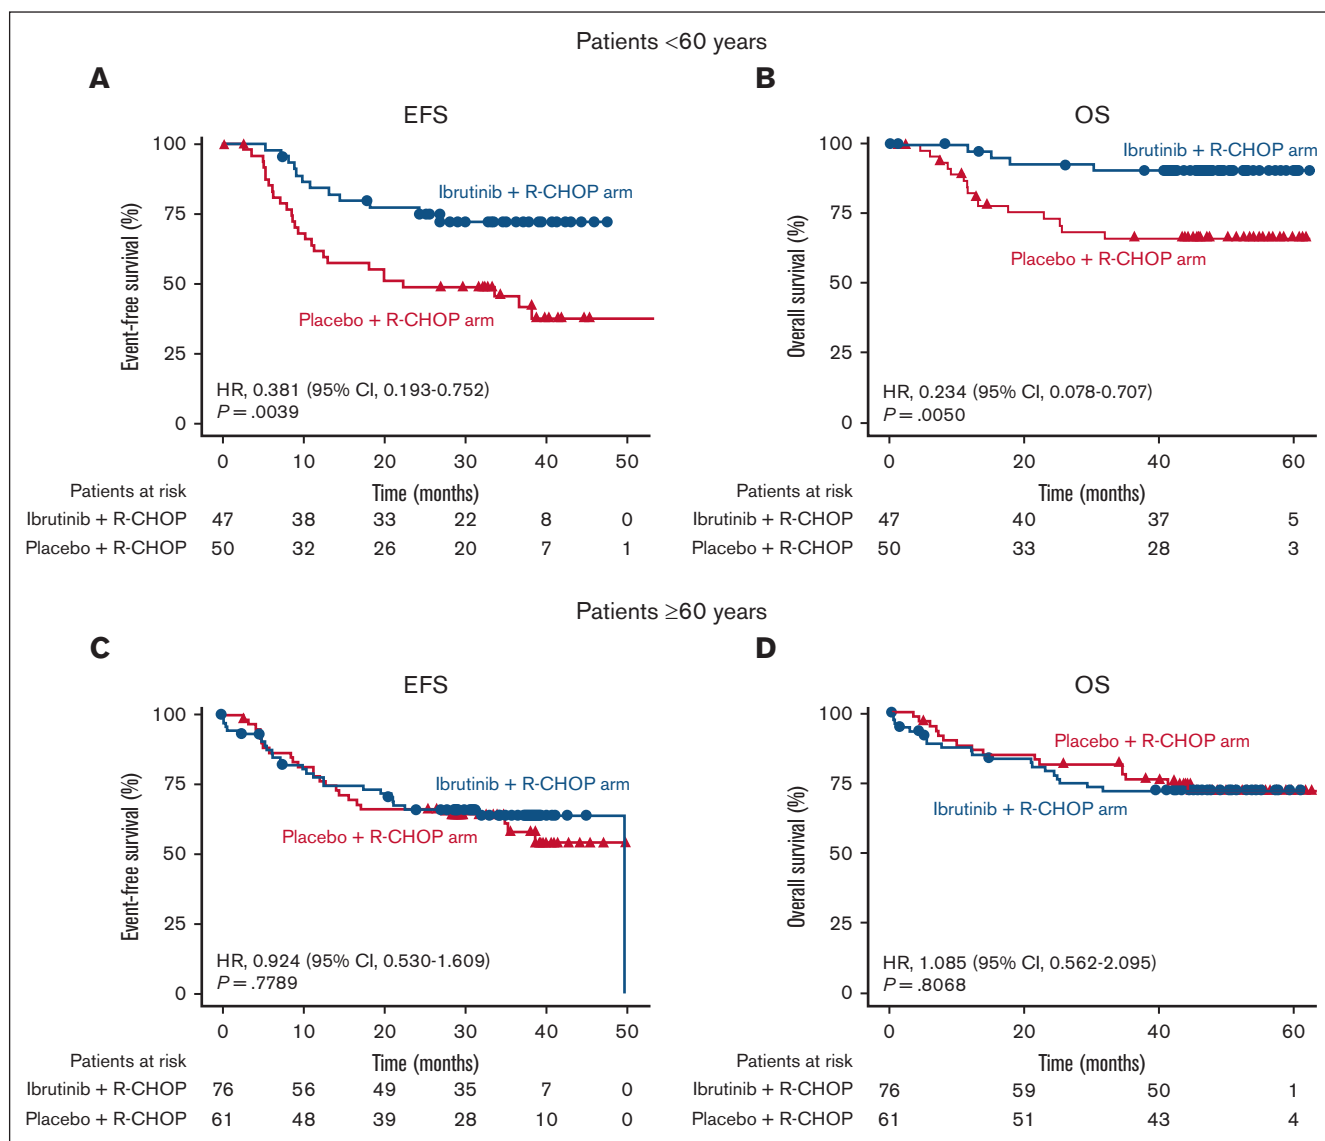 Patients <60 years
A
EFS
Event-free survival (%)
100
75
50
25
0
Ibrutinib + R-CHOP arm
Placebo + R-CHOP arm
HR, 0.381 (95% CI, 0.193-0.752)
P = .0039
0 10 20 30 40 50
Patients at risk Time (months)
Ibrutinib + R-CHOP 47 38 33 22 8 0
Placebo + R-CHOP 50 32 26 20 7 1
B
OS
Overall survival (%)
100
75
50
25
0
Ibrutinib + R-CHOP arm
Placebo + R-CHOP arm
HR, 0.234 (95% CI, 0.078-0.707)
P = .0050
0 20 40 60
Patients at risk Time (months)
Ibrutinib + R-CHOP 47 40 37 5
Placebo + R-CHOP 50 33 28 3
Patients ≥60 years
C
EFS
Event-free survival (%)
100
75
50
25
0
Ibrutinib + R-CHOP arm
Placebo + R-CHOP arm
HR, 0.924 (95% CI, 0.530-1.609)
P = .7789
0 10 20 30 40 50
Patients at risk Time (months)
Ibrutinib + R-CHOP 76 56 49 35 7 0
Placebo + R-CHOP 61 48 39 28 10 0
D
OS
Overall survival (%)
100
75
50
25
0
Placebo + R-CHOP arm
Ibrutinib + R-CHOP arm
HR, 1.085 (95% CI, 0.562-2.095)
P = .8068
0 20 40 60
Patients at risk Time (months)
Ibrutinib + R-CHOP 76 59 50 1
Placebo + R-CHOP 61 51 43 4